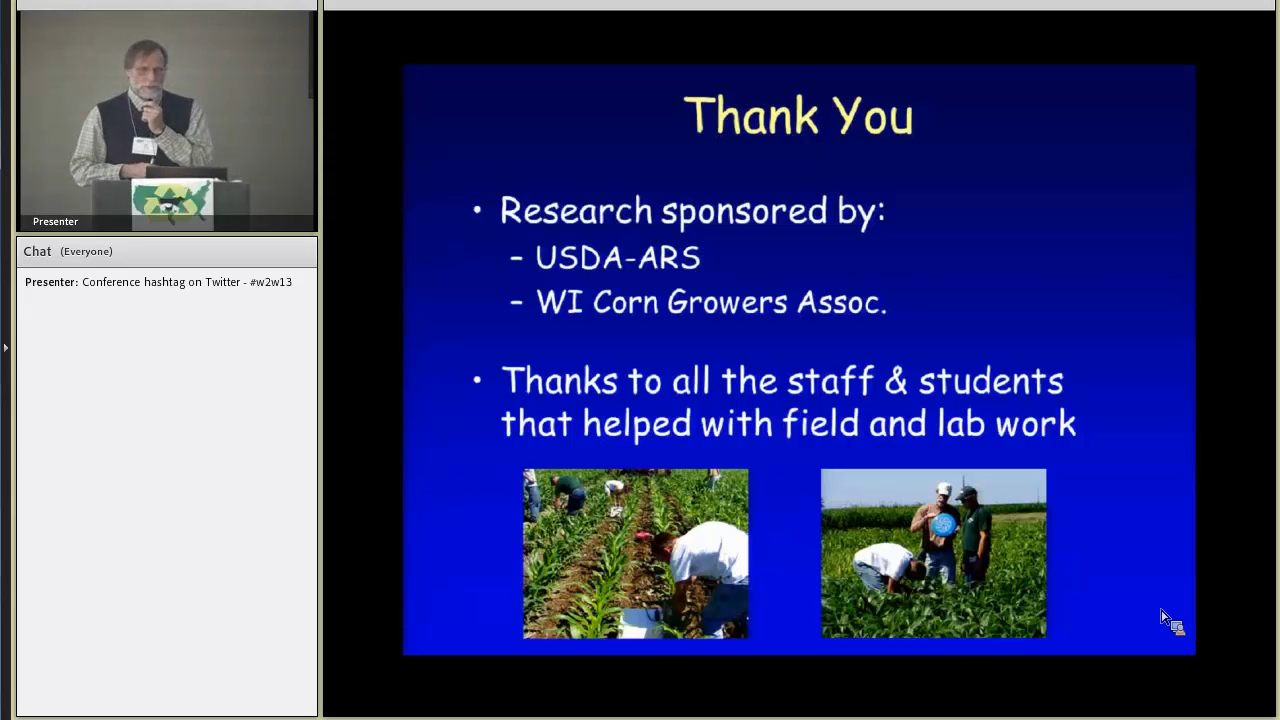 Presenter
Chat (Everyone)
Presenter: Conference hashtag on Twitter - #w2w13
Thank You
• Research sponsored by:
– USDA-ARS
– WI Corn Growers Assoc.
• Thanks to all the staff & students
that helped with field and lab work